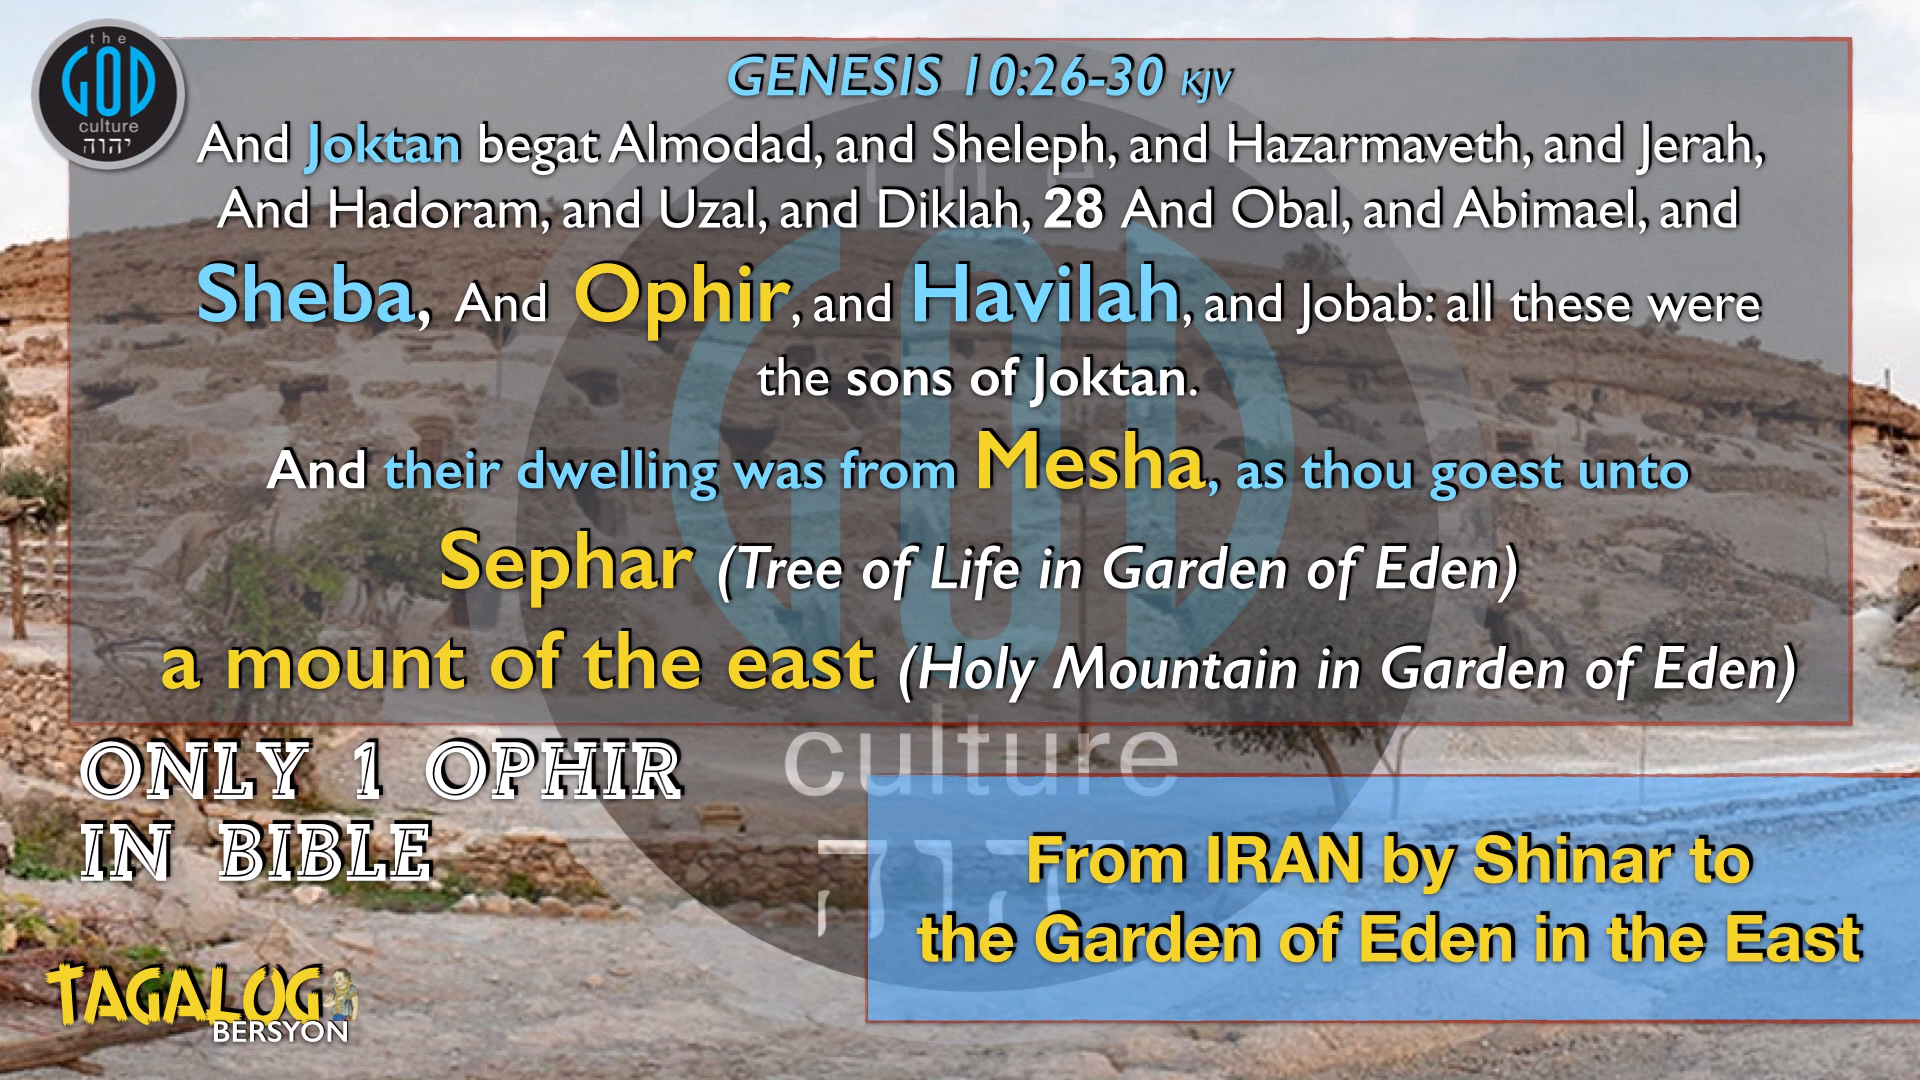 the
GOD
culture
יהוה
GENESIS 10:26-30 KJV
And Joktan begat Almodad, and Sheleph, and Hazarmaveth, and Jerah,
And Hadoram, and Uzal, and Diklah, 28 And Obal, and Abimael, and
Sheba, And Ophir, and Havilah, and Jobab: all these were
the sons of Joktan.
And their dwelling was from Mesha, as thou goest unto
Sephar (Tree of Life in Garden of Eden)
a mount of the east (Holy Mountain in Garden of Eden)
the
GOD
culture
יהוה
ONLY 1 OPHIR
IN BIBLE
From IRAN by Shinar to
the Garden of Eden in the East
TAGALOG
BERSYON